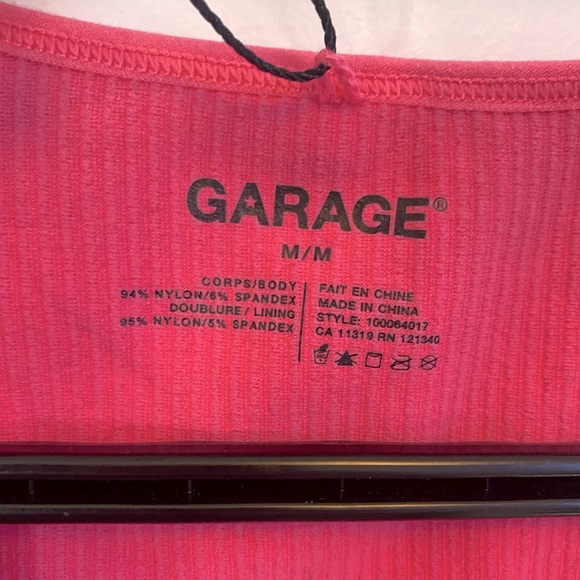 GARAGE®
M/M
CORPS/BODY
94% NYLON/6% SPANDEX
DOUBLURE / LINING
95% NYLON/5% SPANDEX
FAIT EN CHINE
MADE IN CHINA
STYLE: 100064017
CA 11319 RN 121340